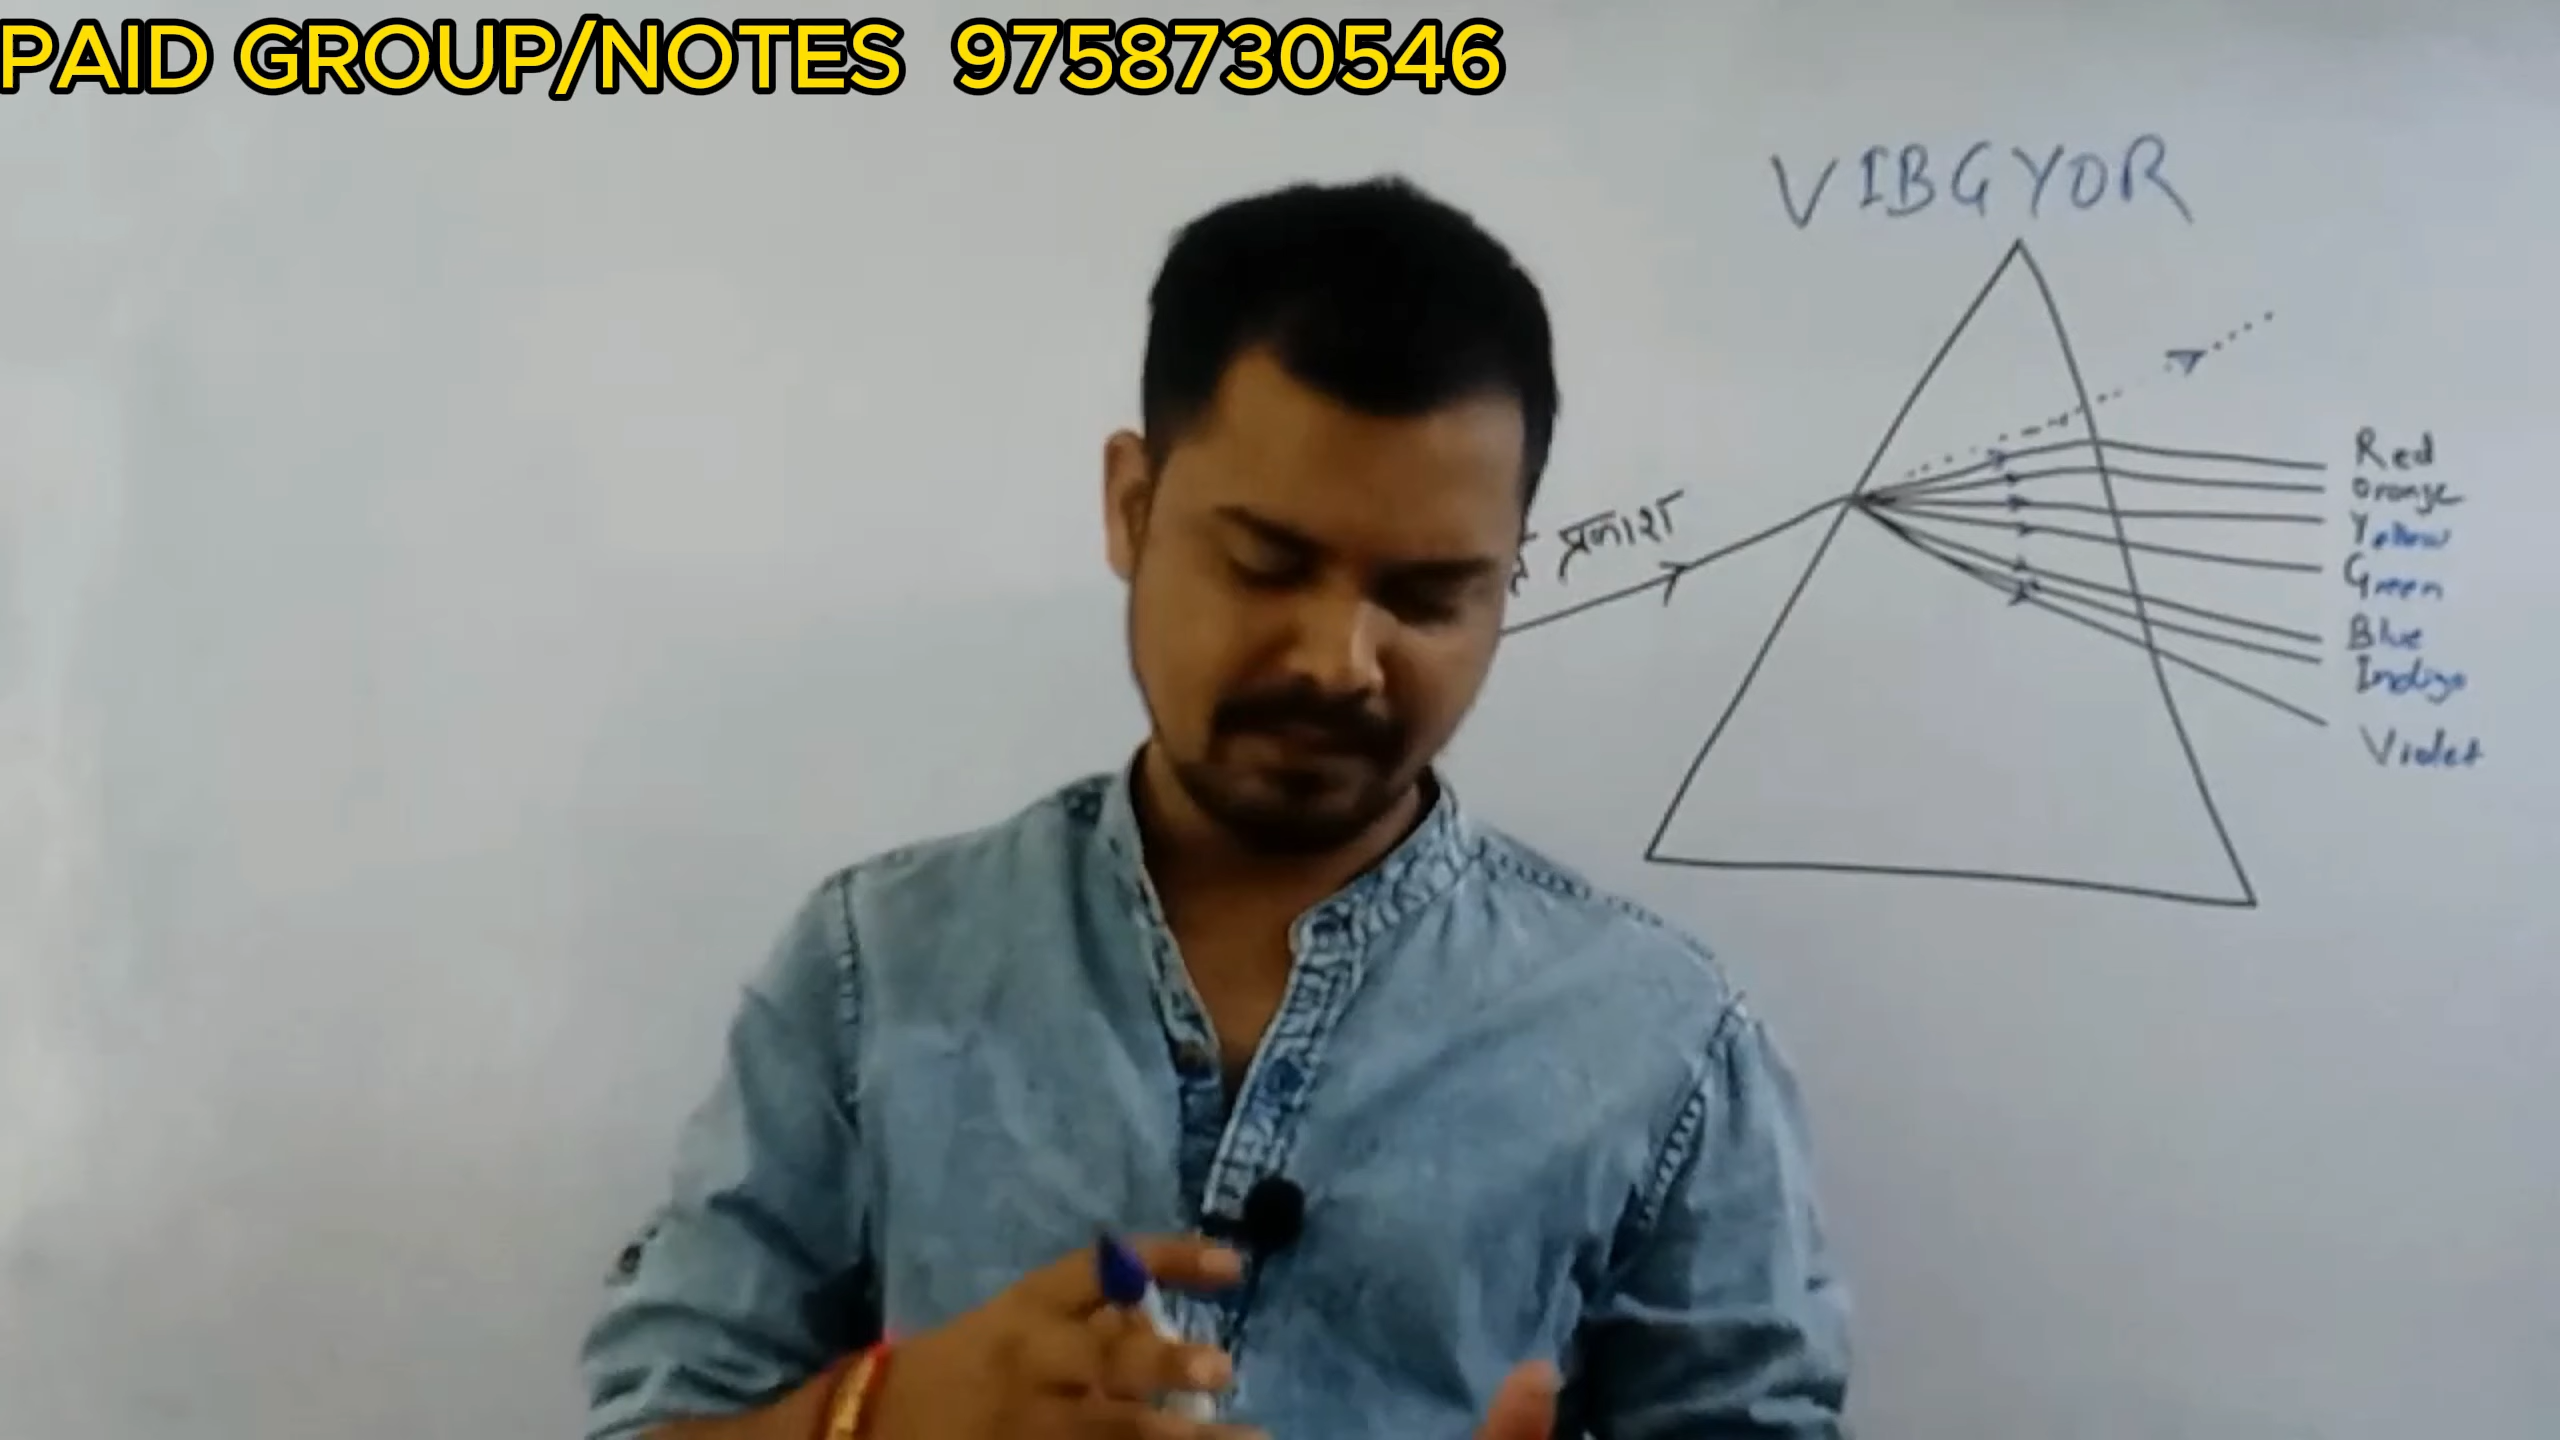 PAID GROUP/NOTES 9758730546
VIBGYOR
प्रकाश
Red
Orange
Yellow
Green
Blue
Indigo
Violet